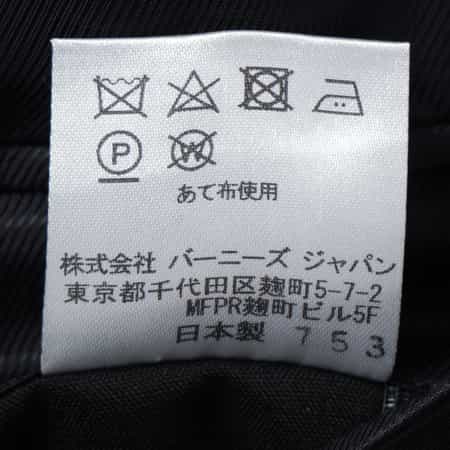 P W
あて布使用
株式会社 バーニーズ ジャパン
東京都千代田区麹町5-7-2
MFPR麹町ビル5F
日本製 753